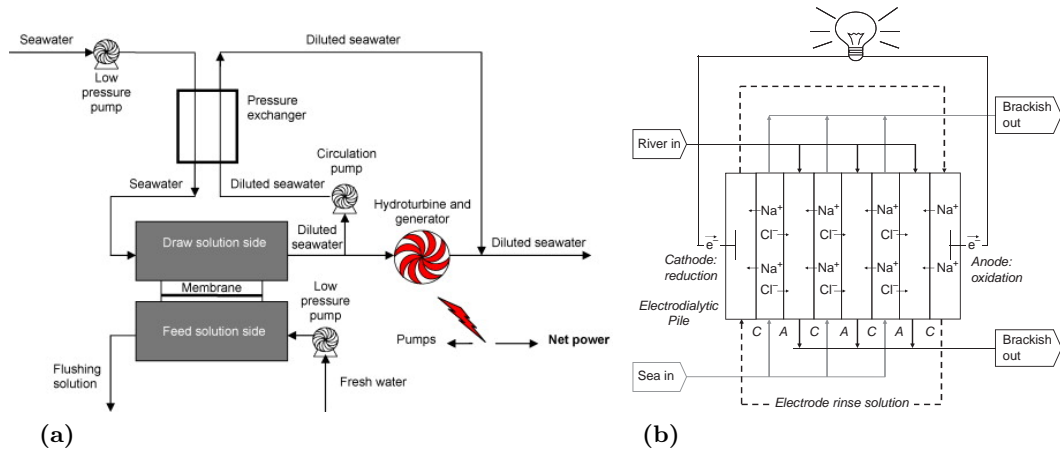 Seawater
Low
pressure
pump
Diluted seawater
Pressure
exchanger
Seawater
Diluted seawater
Circulation
pump
Hydroturbine and
generator
Draw solution side
Diluted
seawater
Diluted seawater
Membrane
Feed solution side
Low
pressure
pump
Pumps
Net power
Flushing
solution
Fresh water
(a)
River in
Brackish
out
Na⁺
Na⁺
Na⁺
Na⁺
Cl⁻
Cl⁻
Cl⁻
e⁻
e⁻
Cathode:
reduction
Anode:
oxidation
Na⁺
Na⁺
Na⁺
Na⁺
Cl⁻
Cl⁻
Cl⁻
Electrodialytic
Pile
C A C A C A C
Brackish
out
Sea in
Electrode rinse solution
(b)